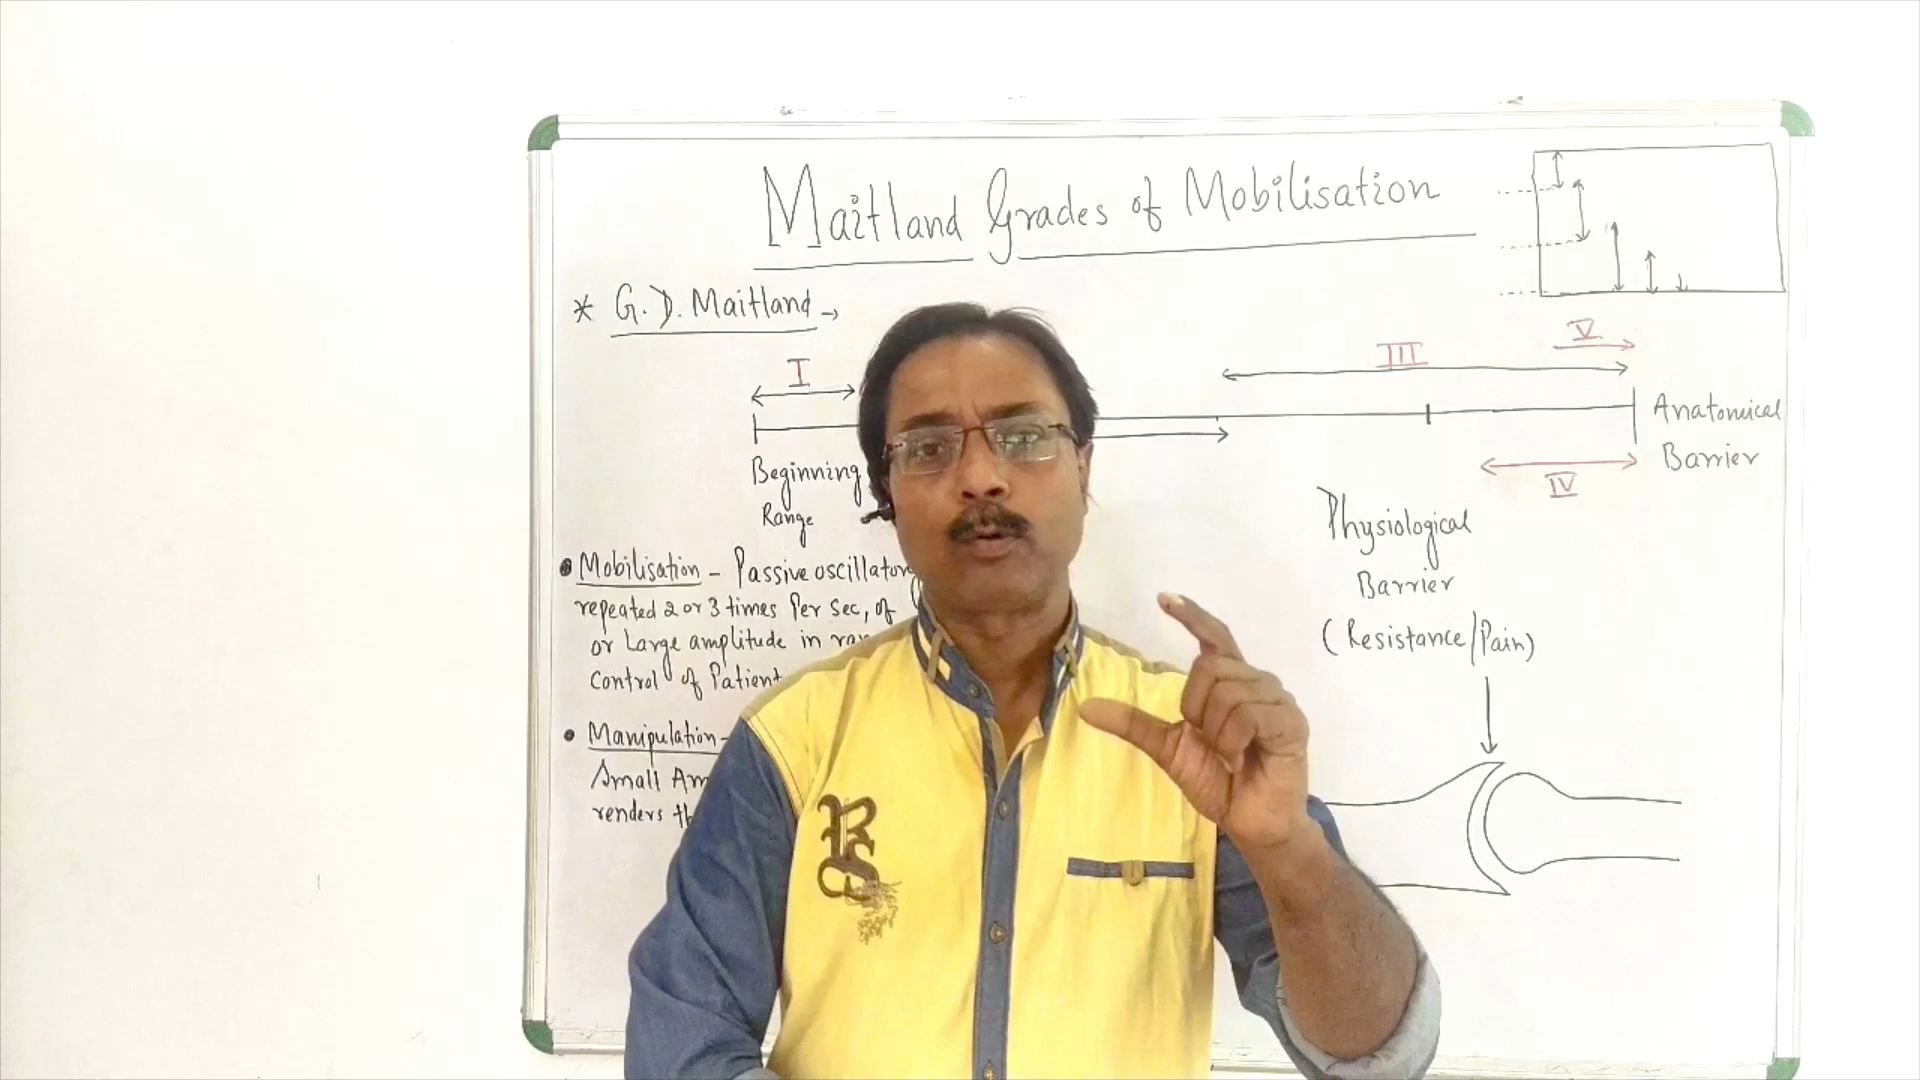 Maitland Grades of Mobilisation
* G. D. Maitland →
I
III
V
IV
Beginning
Range
Anatomical
Barrier
Physiological
Barrier
(Resistance/Pain)
• Mobilisation - Passive oscillatory
repeated 2 or 3 times Per Sec, of
or Large amplitude in
control of Patient
• Manipulation -
Small
renders
RS